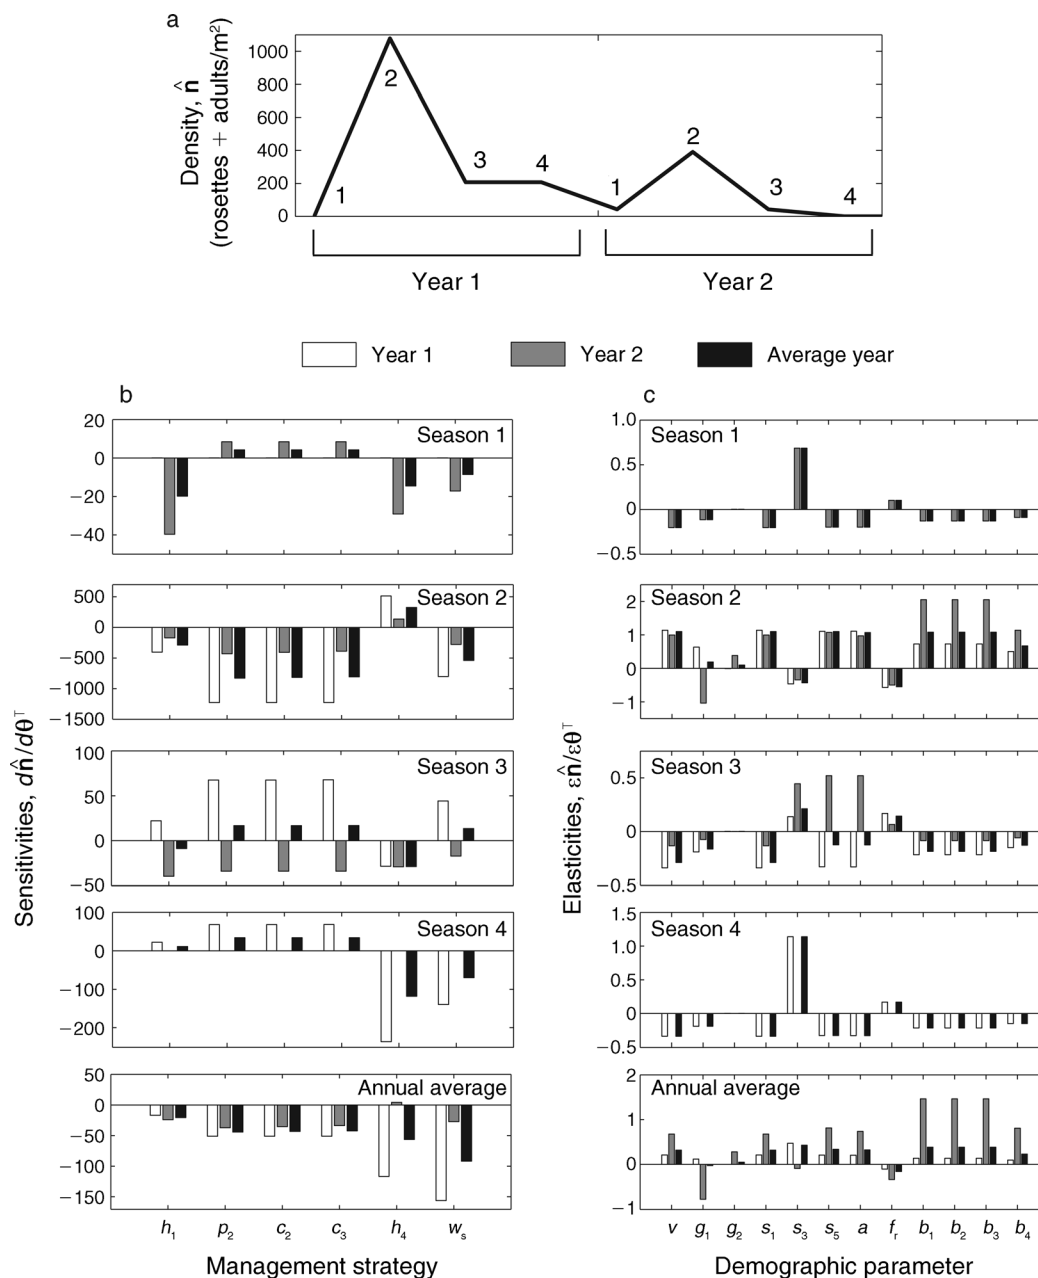 a
Density, n̂
(rosettes + adults/m²)
1000
800
600
400
200
0
1
2
3
4
1
2
3
4
Year 1
Year 2
Year 1
Year 2
Average year
b
Sensitivities, dn̂/dθᵀ
20
0
−20
−40
Season 1
500
0
−500
−1000
−1500
Season 2
100
50
0
−50
Season 3
100
0
−100
−200
Season 4
50
0
−50
−100
−150
Annual average
h₁ p₂ c₂ c₃ h₄ wₛ
Management strategy
c
Elasticities, εn̂/εθᵀ
1.0
0.5
0
−0.5
Season 1
2
1
0
−1
Season 2
0.5
0
−0.5
Season 3
1.5
1.0
0.5
0
−0.5
Season 4
2
1
0
−1
Annual average
v g₁ g₂ s₁ s₃ s₅ a fᵣ b₁ b₂ b₃ b₄
Demographic parameter